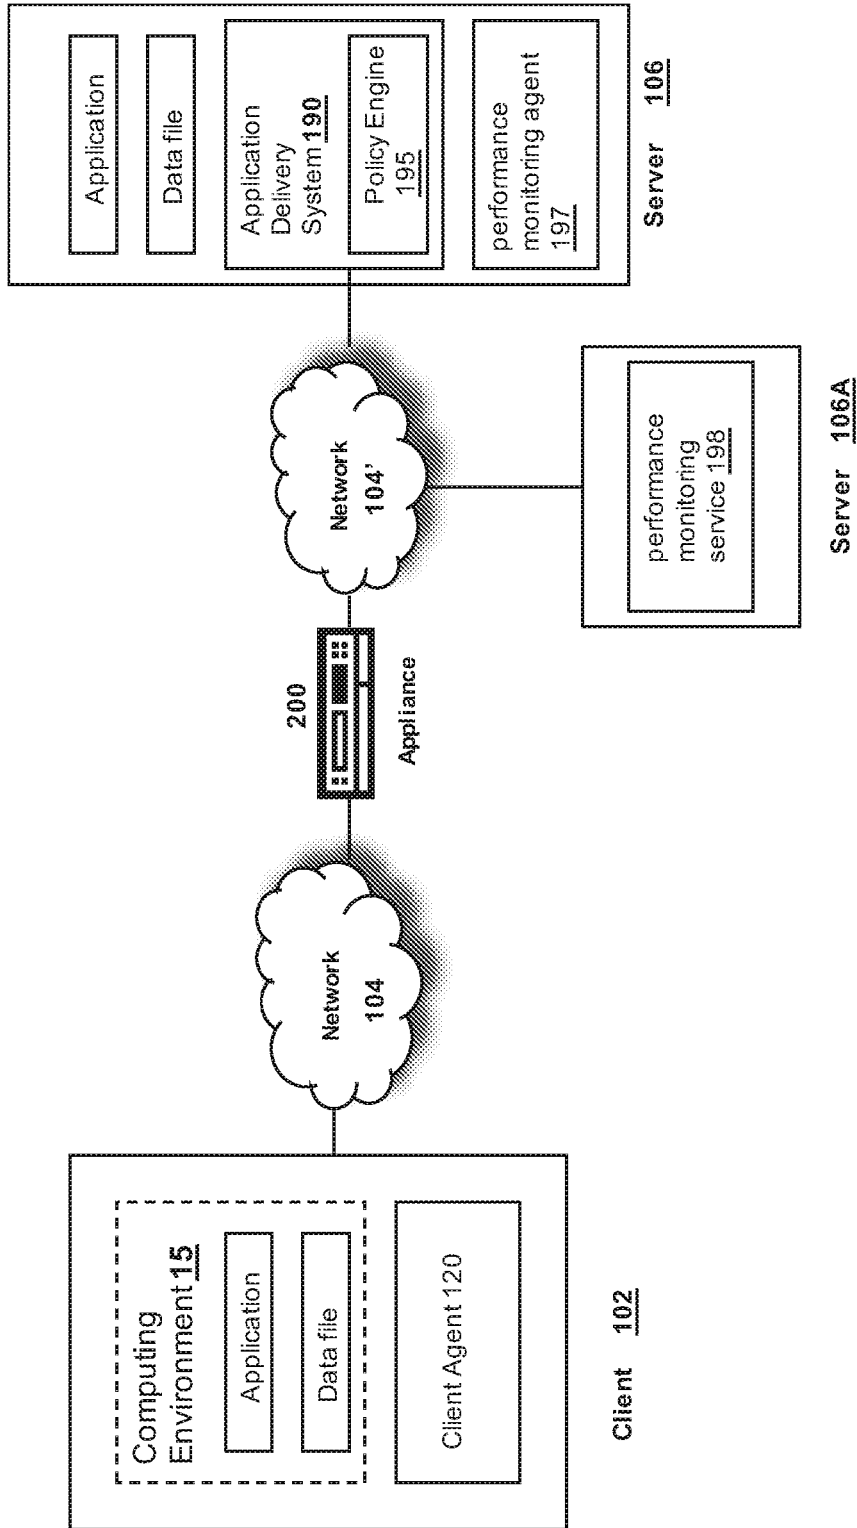 Computing
Environment 15
Application
Data file
Client Agent 120
Client 102
Network
104
200
Appliance
Network
104'
Application
Data file
Application
Delivery
System 190
Policy Engine
195
performance
monitoring agent
197
Server 106
performance
monitoring
service 198
Server 106A